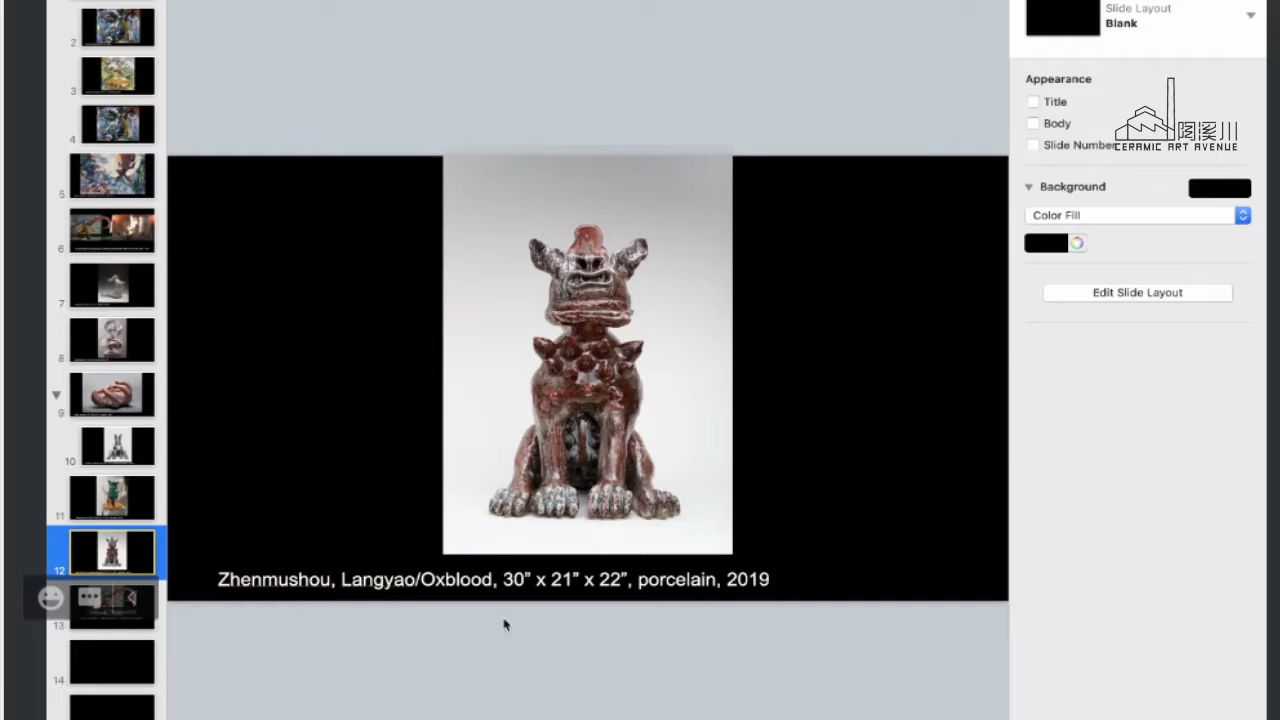 Slide Layout
Blank
Appearance
Title
Body
Slide Number
陶溪川
CERAMIC ART AVENUE
Background
Color Fill
Edit Slide Layout
2
3
4
5
6
7
8
9
10
11
12
13
14
Zhenmushou, Langyao/Oxblood, 30” x 21” x 22”, porcelain, 2019